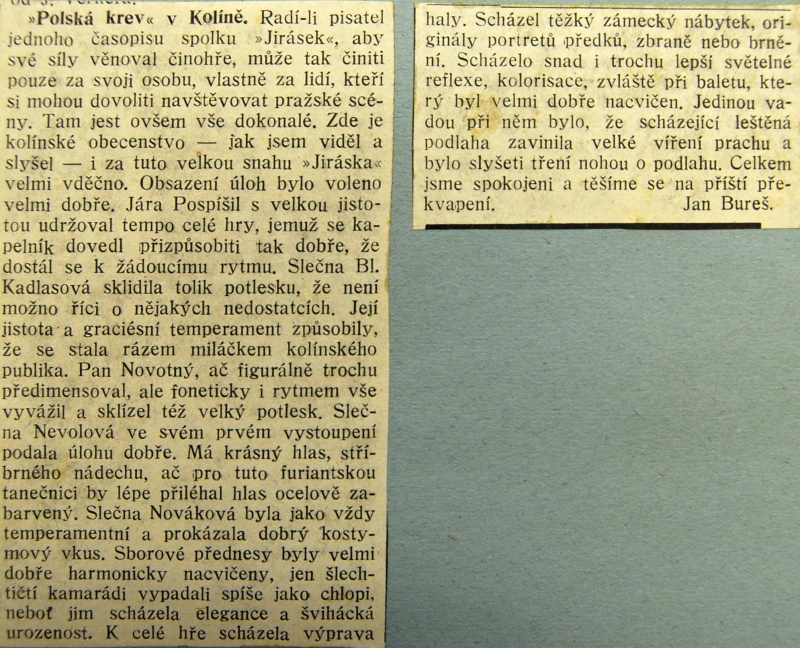 »Polská krev« v Kolíně. Radí-li pisatel
jednoho časopisu spolku »Jirásek«, aby
své síly věnoval činohře, může tak činiti
pouze za svoji osobu, vlastně za lidí, kteří
si mohou dovoliti navštěvovat pražské scé-
ny. Tam jest ovšem vše dokonalé. Zde je
kolínské obecenstvo — jak jsem viděl a
slyšel — i za tuto velkou snahu »Jiráska«
velmi vděčno. Obsazení úloh bylo voleno
velmi dobře. Jára Pospíšil s velkou jisto-
tou udržoval tempo celé hry, jemuž se ka-
pelník dovedl přizpůsobiti tak dobře, že
dostál se k žádoucímu rytmu. Slečna Bl.
Kadlasová sklidila tolik potlesku, že není
možno říci o nějakých nedostatcích. Její
jistota a graciésní temperament způsobily,
že se stala rázem miláčkem kolínského
publika. Pan Novotný, ač figurálně trochu
předimensoval, ale foneticky i rytmem vše
vyvážil a sklízel též velký potlesk. Sleč-
na Nevolová ve svém prvém vystoupení
podala úlohu dobře. Má krásný hlas, stří-
brného nádechu, ač pro tuto furiantskou
tanečnici by lépe přiléhal hlas ocelově za-
barvený. Slečna Nováková byla jako vždy
temperamentní a prokázala dobrý kosty-
mový vkus. Sborové přednesy byly velmi
dobře harmonicky nacvičeny, jen šlech-
tičtí kamarádi vypadali spíše jako chlopi,
neboť jim scházela elegance a švihácká
urozenost. K celé hře scházela výprava
haly. Scházel těžký zámecký nábytek, ori-
ginály portretů předků, zbraně nebo brně-
ní. Scházelo snad i trochu lepší světelné
reflexe, kolorisace, zvláště při baletu, kte-
rý byl velmi dobře nacvičen. Jedinou va-
dou při něm bylo, že scházející leštěná
podlaha zavinila velké víření prachu a
bylo slyšeti tření nohou o podlahu. Celkem
jsme spokojeni a těšíme se na příští pře-
kvapení. Jan Bureš.